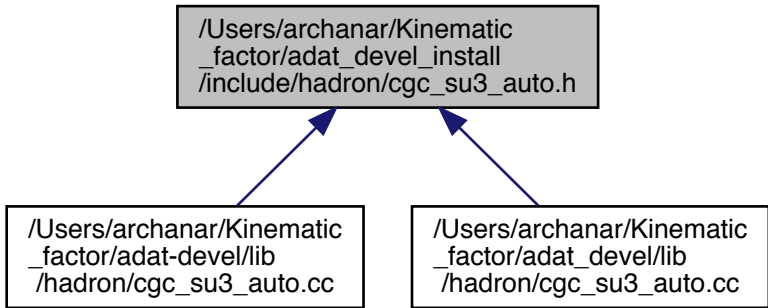 /Users/archanar/Kinematic
_factor/adat_devel_install
/include/hadron/cgc_su3_auto.h
/Users/archanar/Kinematic
_factor/adat-devel/lib
/hadron/cgc_su3_auto.cc
/Users/archanar/Kinematic
_factor/adat_devel/lib
/hadron/cgc_su3_auto.cc